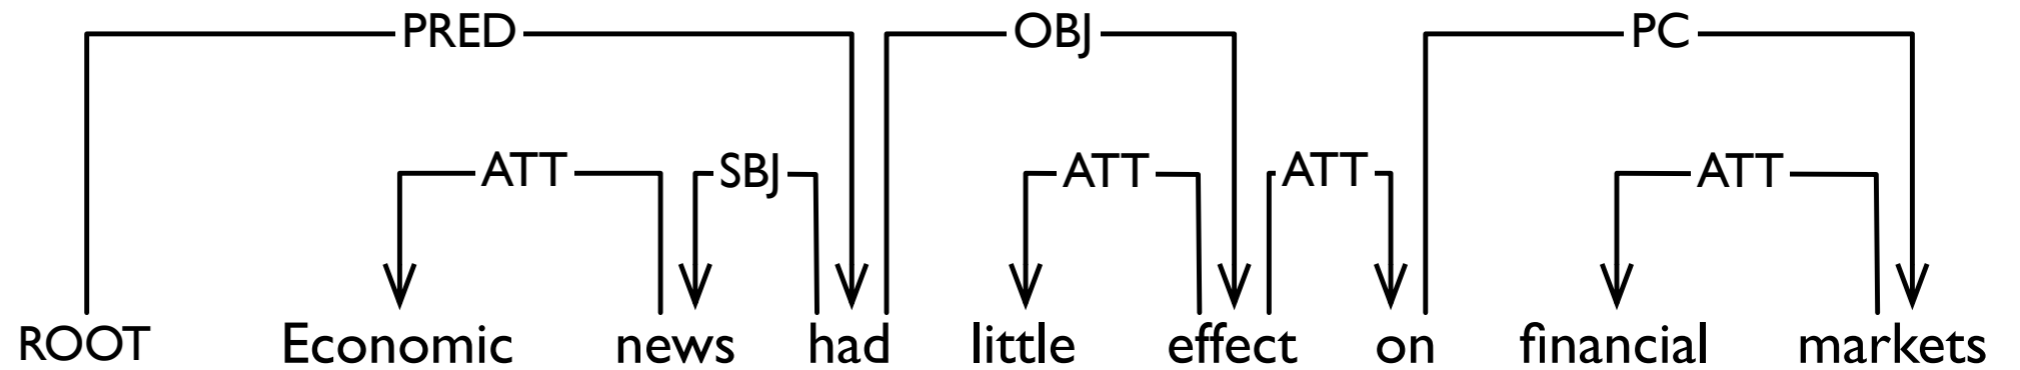 PRED OBJ PC
ATT SBJ ATT ATT ATT
ROOT Economic news had little effect on financial markets